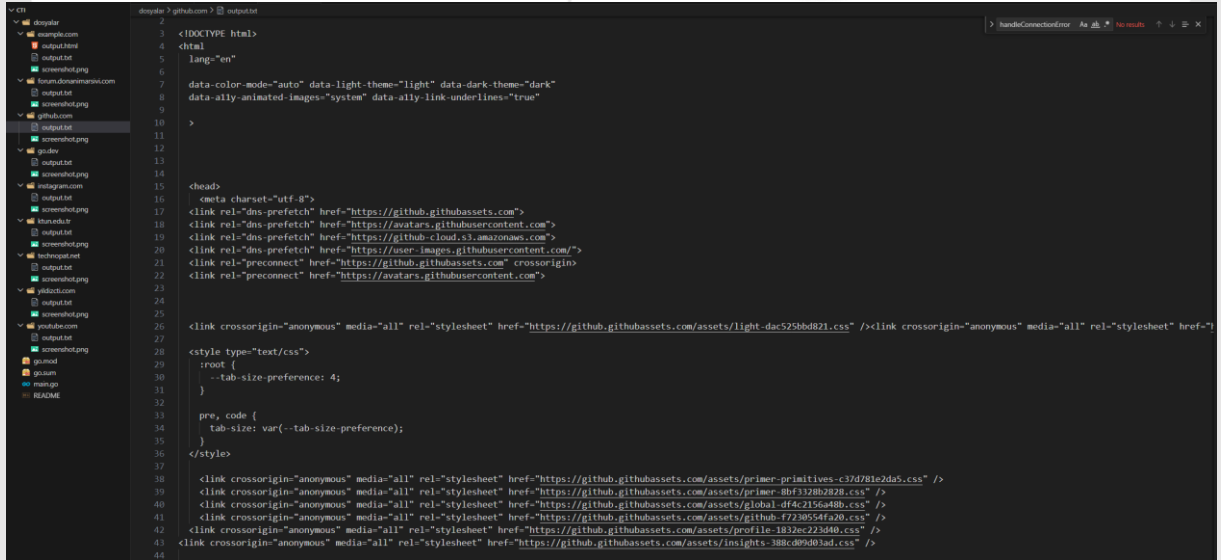 CTI
dosyalar
example.com
output.html
output.txt
screenshot.png
forum.donanimarsivi.com
output.txt
screenshot.png
github.com
output.txt
screenshot.png
go.dev
output.txt
screenshot.png
instagram.com
output.txt
screenshot.png
ktun.edu.tr
output.txt
screenshot.png
technopat.net
output.txt
screenshot.png
yildizcti.com
output.txt
screenshot.png
youtube.com
output.txt
screenshot.png
go.mod
go.sum
main.go
README
dosyalar > github.com > output.txt
handleConnectionError Aa ab .* No results
2
3 <!DOCTYPE html>
4 <html
5 lang="en"
6
7 data-color-mode="auto" data-light-theme="light" data-dark-theme="dark"
8 data-a11y-animated-images="system" data-a11y-link-underlines="true"
9
10 >
11
12
13
14
15 <head>
16 <meta charset="utf-8">
17 <link rel="dns-prefetch" href="https://github.githubassets.com">
18 <link rel="dns-prefetch" href="https://avatars.githubusercontent.com">
19 <link rel="dns-prefetch" href="https://github-cloud.s3.amazonaws.com">
20 <link rel="dns-prefetch" href="https://user-images.githubusercontent.com/">
21 <link rel="preconnect" href="https://github.githubassets.com" crossorigin>
22 <link rel="preconnect" href="https://avatars.githubusercontent.com">
23
24
25
26 <link crossorigin="anonymous" media="all" rel="stylesheet" href="https://github.githubassets.com/assets/light-dac525bbd821.css" /><link crossorigin="anonymous" media="all" rel="stylesheet" href="
27
28 <style type="text/css">
29 :root {
30 --tab-size-preference: 4;
31 }
32
33 pre, code {
34 tab-size: var(--tab-size-preference);
35 }
36 </style>
37
38 <link crossorigin="anonymous" media="all" rel="stylesheet" href="https://github.githubassets.com/assets/primer-primitives-c37d781e2da5.css" />
39 <link crossorigin="anonymous" media="all" rel="stylesheet" href="https://github.githubassets.com/assets/primer-8bf3328b2828.css" />
40 <link crossorigin="anonymous" media="all" rel="stylesheet" href="https://github.githubassets.com/assets/global-df4c2156a48b.css" />
41 <link crossorigin="anonymous" media="all" rel="stylesheet" href="https://github.githubassets.com/assets/github-f7230554fa20.css" />
42 <link crossorigin="anonymous" media="all" rel="stylesheet" href="https://github.githubassets.com/assets/profile-1832ec223d40.css" />
43 <link crossorigin="anonymous" media="all" rel="stylesheet" href="https://github.githubassets.com/assets/insights-388cd09d03ad.css" />
44